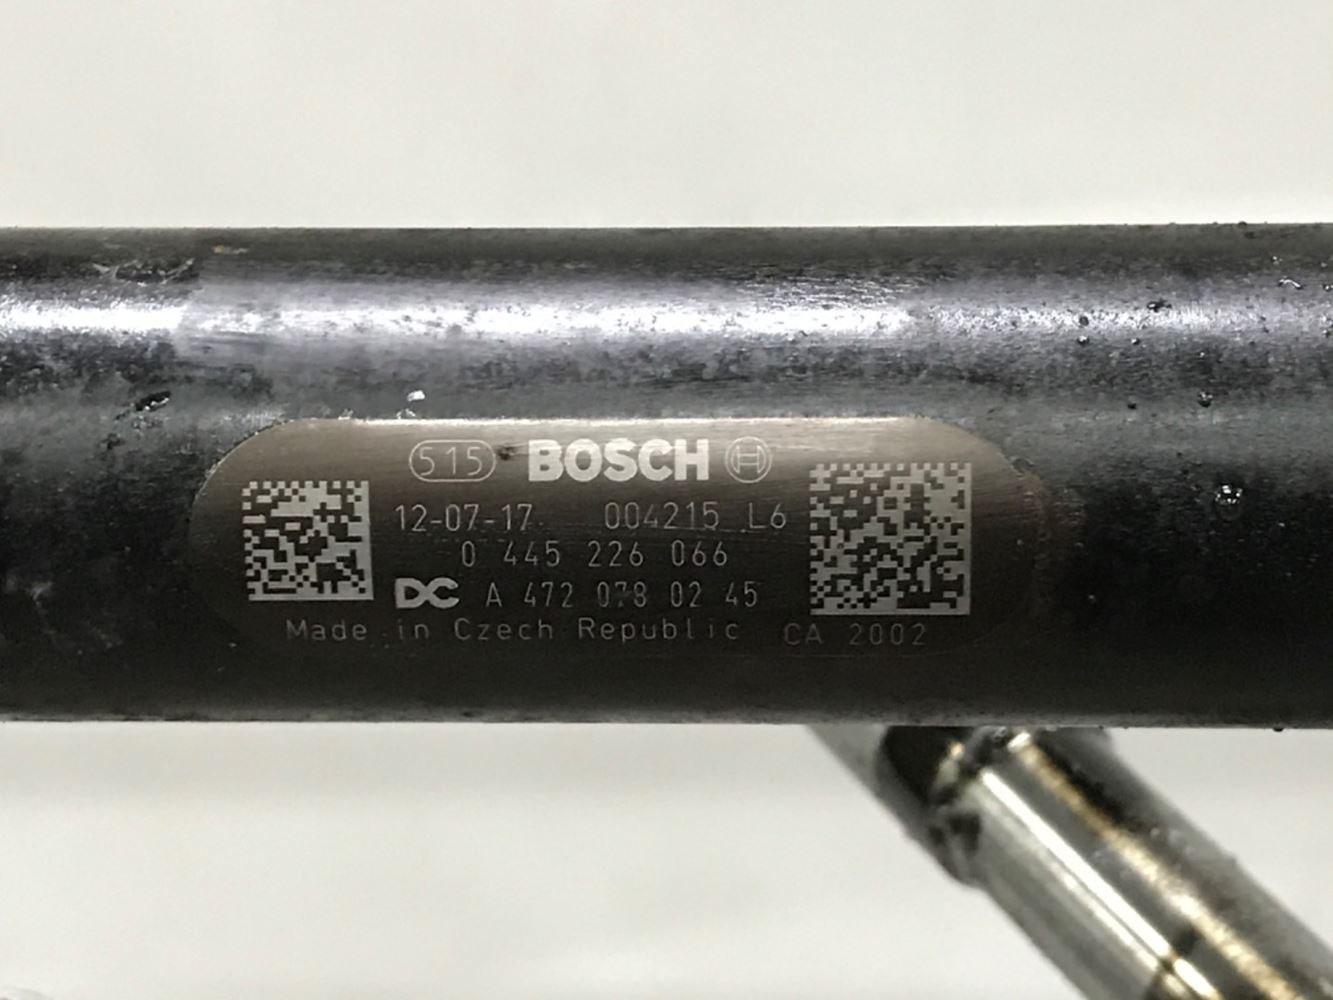 515 BOSCH
12-07-17 004215 L6
0 445 226 066
DC A 472 078 02 45
Made in Czech Republic CA 2002